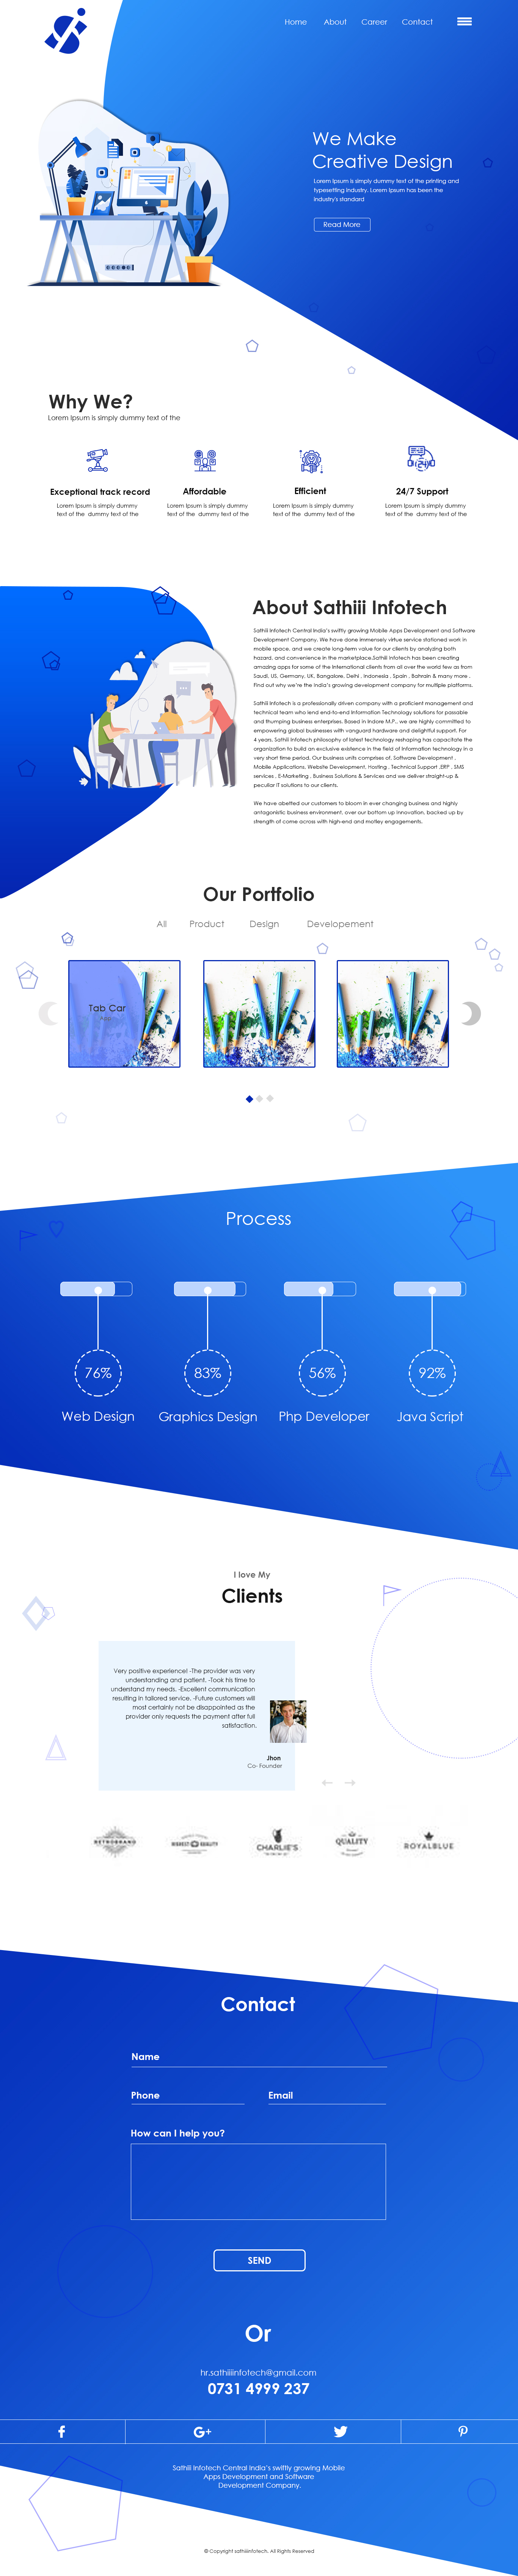 Home About Career Contact
We Make
Creative Design
Lorem Ipsum is simply dummy text of the printing and
typesetting industry. Lorem Ipsum has been the
industry's standard
Read More
Why We?
Lorem Ipsum is simply dummy text of the
Exceptional track record
Lorem Ipsum is simply dummy
text of the dummy text of the
Affordable
Lorem Ipsum is simply dummy
text of the dummy text of the
Efficient
Lorem Ipsum is simply dummy
text of the dummy text of the
24/7 Support
Lorem Ipsum is simply dummy
text of the dummy text of the
About Sathiii Infotech
Sathiii Infotech Central India's swiftly growing Mobile Apps Development and Software
Development Company. We have done immensely virtue service stationed work in
mobile space, and we create long-term value for our clients by analyzing both
hazard, and convenience in the marketplace.Sathiii Infotech has been creating
amazing apps for some of the International clients from all over the world few as from
Saudi, US, Germany, UK, Bangalore, Delhi , Indonesia , Spain , Bahrain & many more .
Find out why we're the India's growing development company for multiple platforms.
Sathiii Infotech is a professionally driven company with a proficient management and
technical team who lend end-to-end Information Technology solutions for passable
and thumping business enterprises. Based in Indore M.P., we are highly committed to
empowering global businesses with vanguard hardware and delightful support. For
4 years, Sathiii Infotech philosophy of latest technology reshaping has capacitate the
organization to build an exclusive existence in the field of Information technology in a
very short time period. Our business units comprises of, Software Development ,
Mobile Applications, Website Development, Hosting , Technical Support ,ERP , SMS
services , E-Marketing , Business Solutions & Services and we deliver straight-up &
peculiar IT solutions to our clients.
We have abetted our customers to bloom in ever changing business and highly
antagonistic business environment, over our bottom up innovation, backed up by
strength of come across with high-end and motley engagements.
Our Portfolio
All Product Design Developement
Tab Car
Process
76% 83% 56% 92%
Web Design Graphics Design Php Developer Java Script
I love My
Clients
Very positive experience! -The provider was very
understanding and patient. -Took his time to
understand my needs. -Excellent communication
resulting in tailored service. -Future customers will
most certainly not be disappointed as the
provider only requests the payment after full
satisfaction.
Jhon
Co- Founder
RETROBRAND
HIGHEST QUALITY
CHARLIE'S
QUALITY
ROYALBLUE
Contact
Name
Phone Email
How can I help you?
SEND
Or
hr.sathiiiinfotech@gmail.com
0731 4999 237
Sathiii Infotech Central India's swiftly growing Mobile
Apps Development and Software
Development Company.
© Copyright sathiiiinfotech. All Rights Reserved